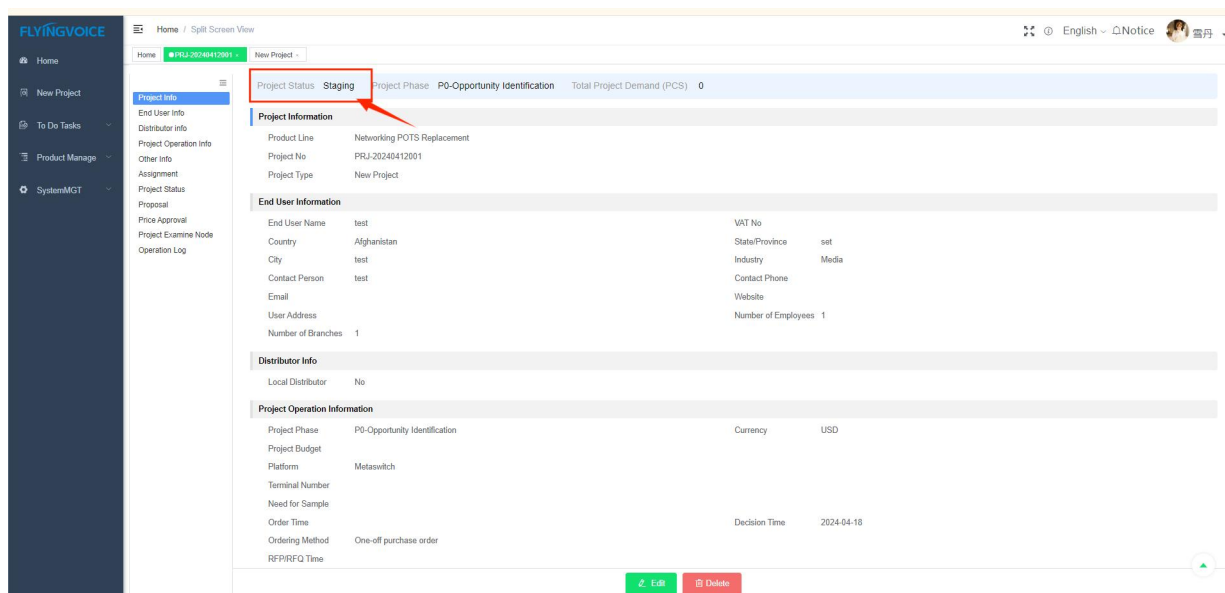 FLYINGVOICE
Home / Split Screen View
English
Notice
雪丹
Home
PRJ-20240412001
New Project
Home
New Project
To Do Tasks
Product Manage
SystemMGT
Project Info
End User Info
Distributor info
Project Operation Info
Other Info
Assignment
Project Status
Proposal
Price Approval
Project Examine Node
Operation Log
Project Status Staging Project Phase P0-Opportunity Identification Total Project Demand (PCS) 0
Project Information
Product Line Networking POTS Replacement
Project No PRJ-20240412001
Project Type New Project
End User Information
End User Name test VAT No
Country Afghanistan State/Province set
City test Industry Media
Contact Person test Contact Phone
Email Website
User Address Number of Employees 1
Number of Branches 1
Distributor Info
Local Distributor No
Project Operation Information
Project Phase P0-Opportunity Identification Currency USD
Project Budget
Platform Metaswitch
Terminal Number
Need for Sample
Order Time Decision Time 2024-04-18
Ordering Method One-off purchase order
RFP/RFQ Time
Edit Delete